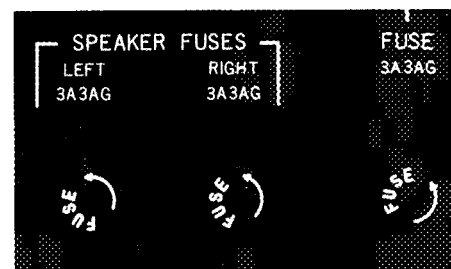 SPEAKER FUSES
LEFT RIGHT
3A3AG 3A3AG
FUSE
3A3AG
FUSE
FUSE
FUSE